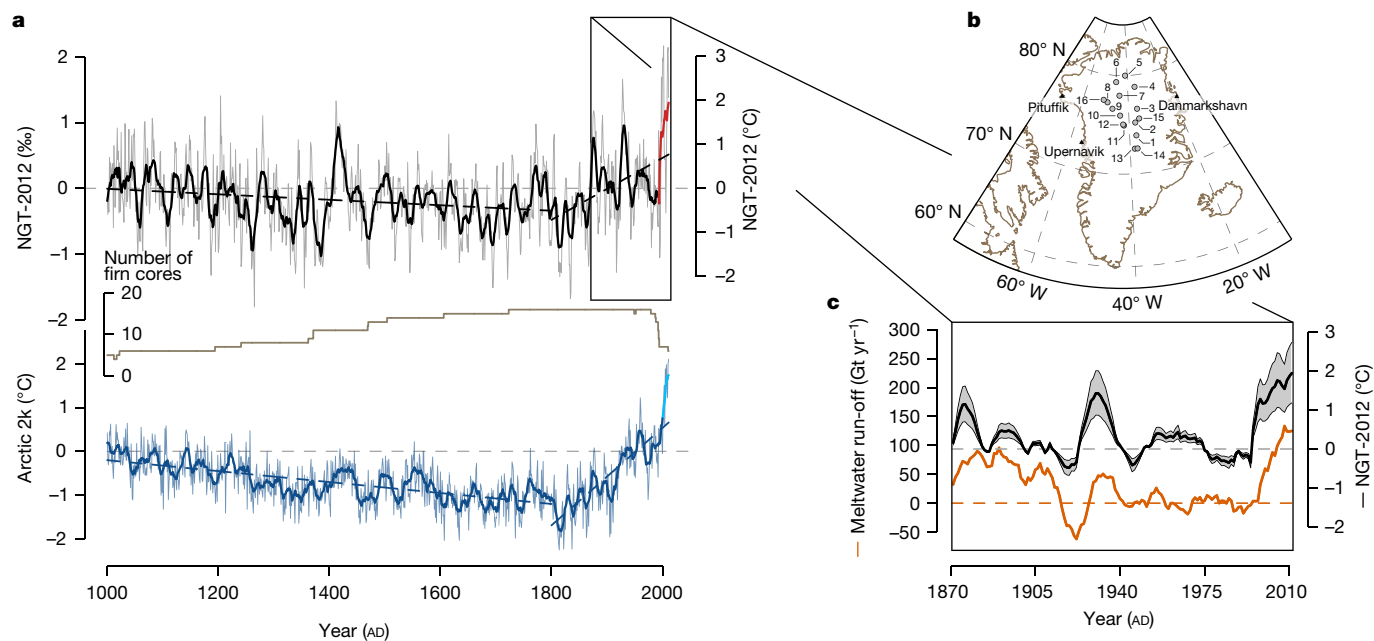 a
2
1
0
−1
−2
NGT-2012 (‰)
3
2
1
0
−1
−2
NGT-2012 (°C)
Number of
firn cores
20
10
0
2
1
0
−1
−2
Arctic 2k (°C)
1000
1200
1400
1600
1800
2000
Year (AD)
b
80° N
70° N
60° N
60° W
40° W
20° W
6
5
8
4
16
7
Pituffik
Danmarkshavn
9
3
10
15
12
2
Upernavik
11
1
13
14
c
300
250
200
150
100
50
0
−50
— Meltwater run-off (Gt yr−1)
3
2
1
0
−1
−2
— NGT-2012 (°C)
1870
1905
1940
1975
2010
Year (AD)